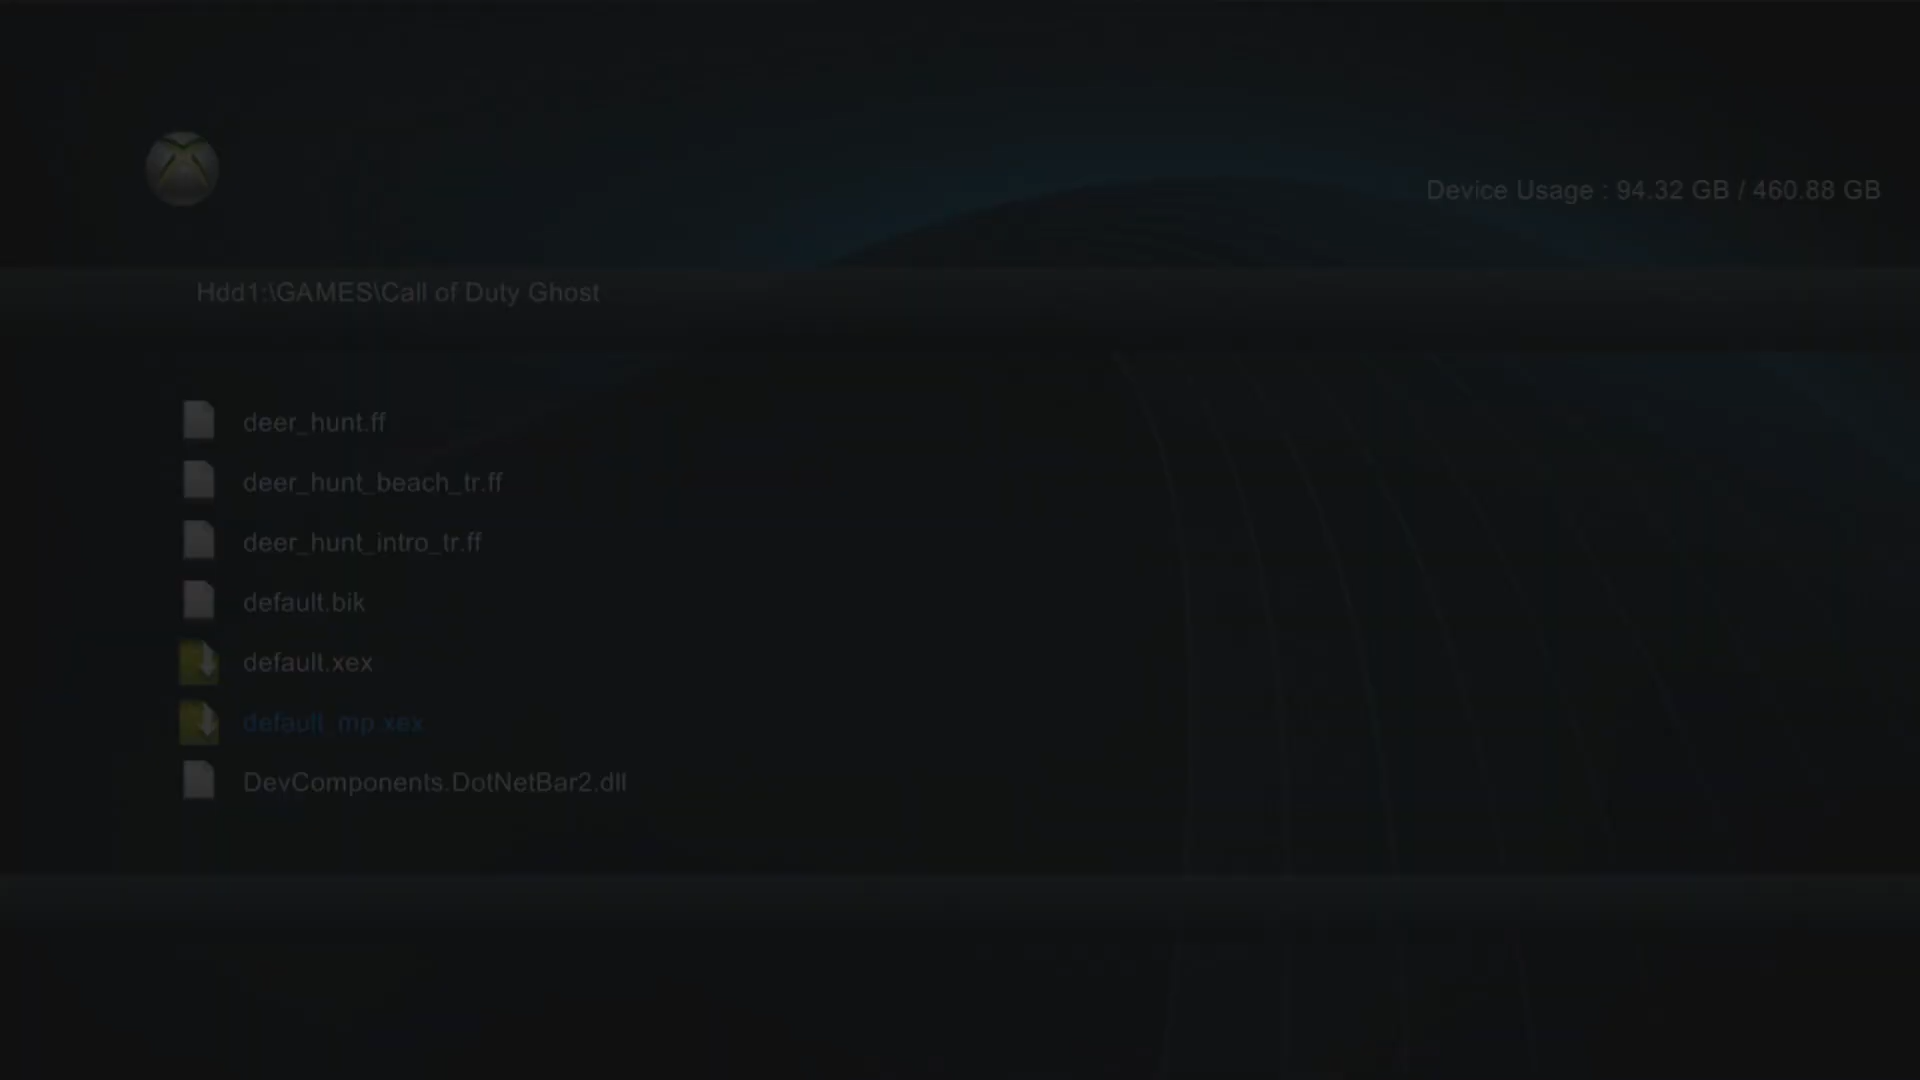 Device Usage : 94.32 GB / 460.88 GB
Hdd1:\GAMES\Call of Duty Ghost
deer_hunt.ff
deer_hunt_beach_tr.ff
deer_hunt_intro_tr.ff
default.bik
default.xex
default_mp.xex
DevComponents.DotNetBar2.dll